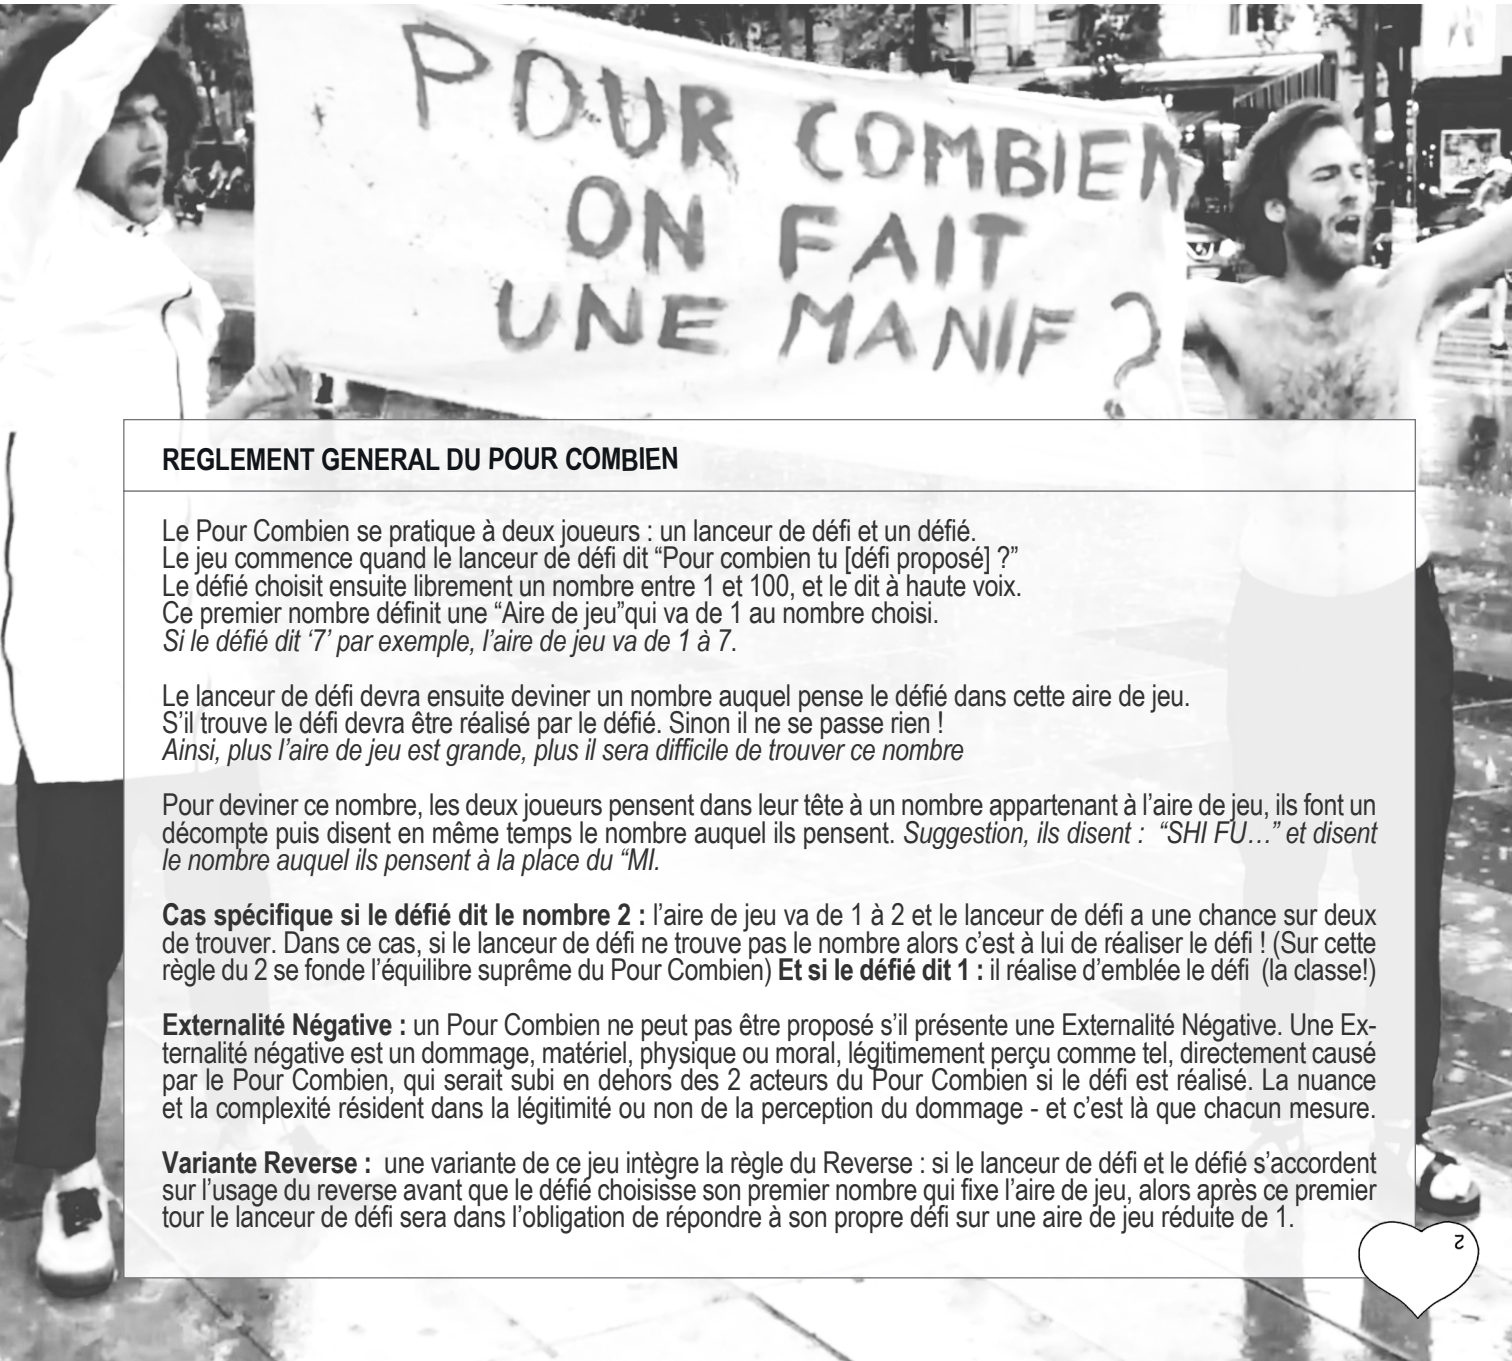 POUR COMBIEN
ON FAIT
UNE MANIF ?
REGLEMENT GENERAL DU POUR COMBIEN
Le Pour Combien se pratique à deux joueurs : un lanceur de défi et un défié.
Le jeu commence quand le lanceur de défi dit “Pour combien tu [défi proposé] ?”
Le défié choisit ensuite librement un nombre entre 1 et 100, et le dit à haute voix.
Ce premier nombre définit une “Aire de jeu”qui va de 1 au nombre choisi.
Si le défié dit ‘7’ par exemple, l’aire de jeu va de 1 à 7.
Le lanceur de défi devra ensuite deviner un nombre auquel pense le défié dans cette aire de jeu.
S’il trouve le défi devra être réalisé par le défié. Sinon il ne se passe rien !
Ainsi, plus l’aire de jeu est grande, plus il sera difficile de trouver ce nombre
Pour deviner ce nombre, les deux joueurs pensent dans leur tête à un nombre appartenant à l’aire de jeu, ils font un
décompte puis disent en même temps le nombre auquel ils pensent. Suggestion, ils disent : “SHI FU…” et disent
le nombre auquel ils pensent à la place du “MI.
Cas spécifique si le défié dit le nombre 2 : l’aire de jeu va de 1 à 2 et le lanceur de défi a une chance sur deux
de trouver. Dans ce cas, si le lanceur de défi ne trouve pas le nombre alors c’est à lui de réaliser le défi ! (Sur cette
règle du 2 se fonde l’équilibre suprême du Pour Combien) Et si le défié dit 1 : il réalise d’emblée le défi (la classe!)
Externalité Négative : un Pour Combien ne peut pas être proposé s’il présente une Externalité Négative. Une Ex-
ternalité négative est un dommage, matériel, physique ou moral, légitimement perçu comme tel, directement causé
par le Pour Combien, qui serait subi en dehors des 2 acteurs du Pour Combien si le défi est réalisé. La nuance
et la complexité résident dans la légitimité ou non de la perception du dommage - et c’est là que chacun mesure.
Variante Reverse : une variante de ce jeu intègre la règle du Reverse : si le lanceur de défi et le défié s’accordent
sur l’usage du reverse avant que le défié choisisse son premier nombre qui fixe l’aire de jeu, alors après ce premier
tour le lanceur de défi sera dans l’obligation de répondre à son propre défi sur une aire de jeu réduite de 1.
2